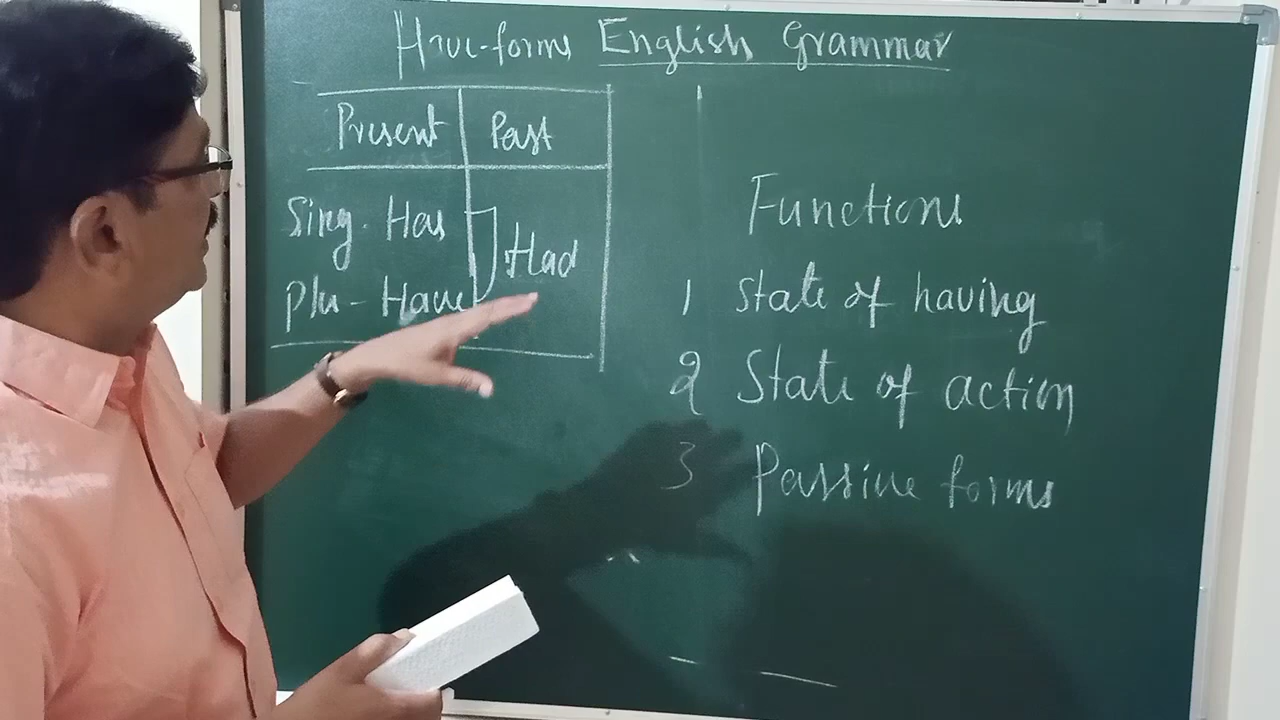 Have-forms English Grammar
Present Past
Sing. Has
Had
Plu - Have
Functions
1 State of having
2 State of action
3 Passive forms